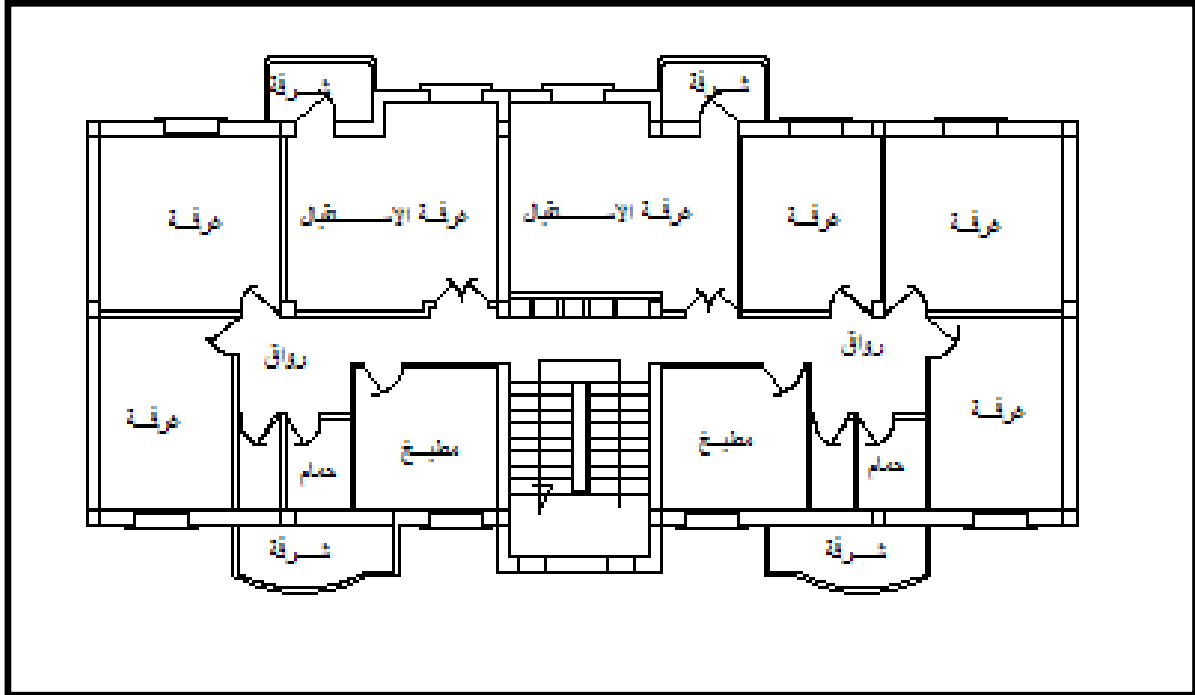 شرفة
شرفة
غرفة
غرفة الاستقبال
غرفة الاستقبال
غرفة
غرفة
رواق
رواق
غرفة
مطبخ
حمام
مطبخ
حمام
غرفة
شرفة
شرفة